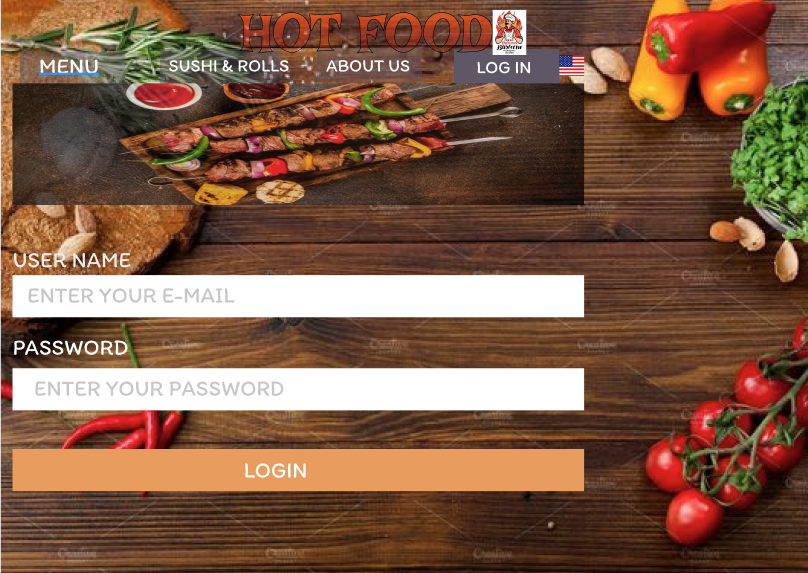 HOT FOOD
MENU
SUSHI & ROLLS
ABOUT US
LOG IN
USER NAME
ENTER YOUR E-MAIL
PASSWORD
ENTER YOUR PASSWORD
LOGIN